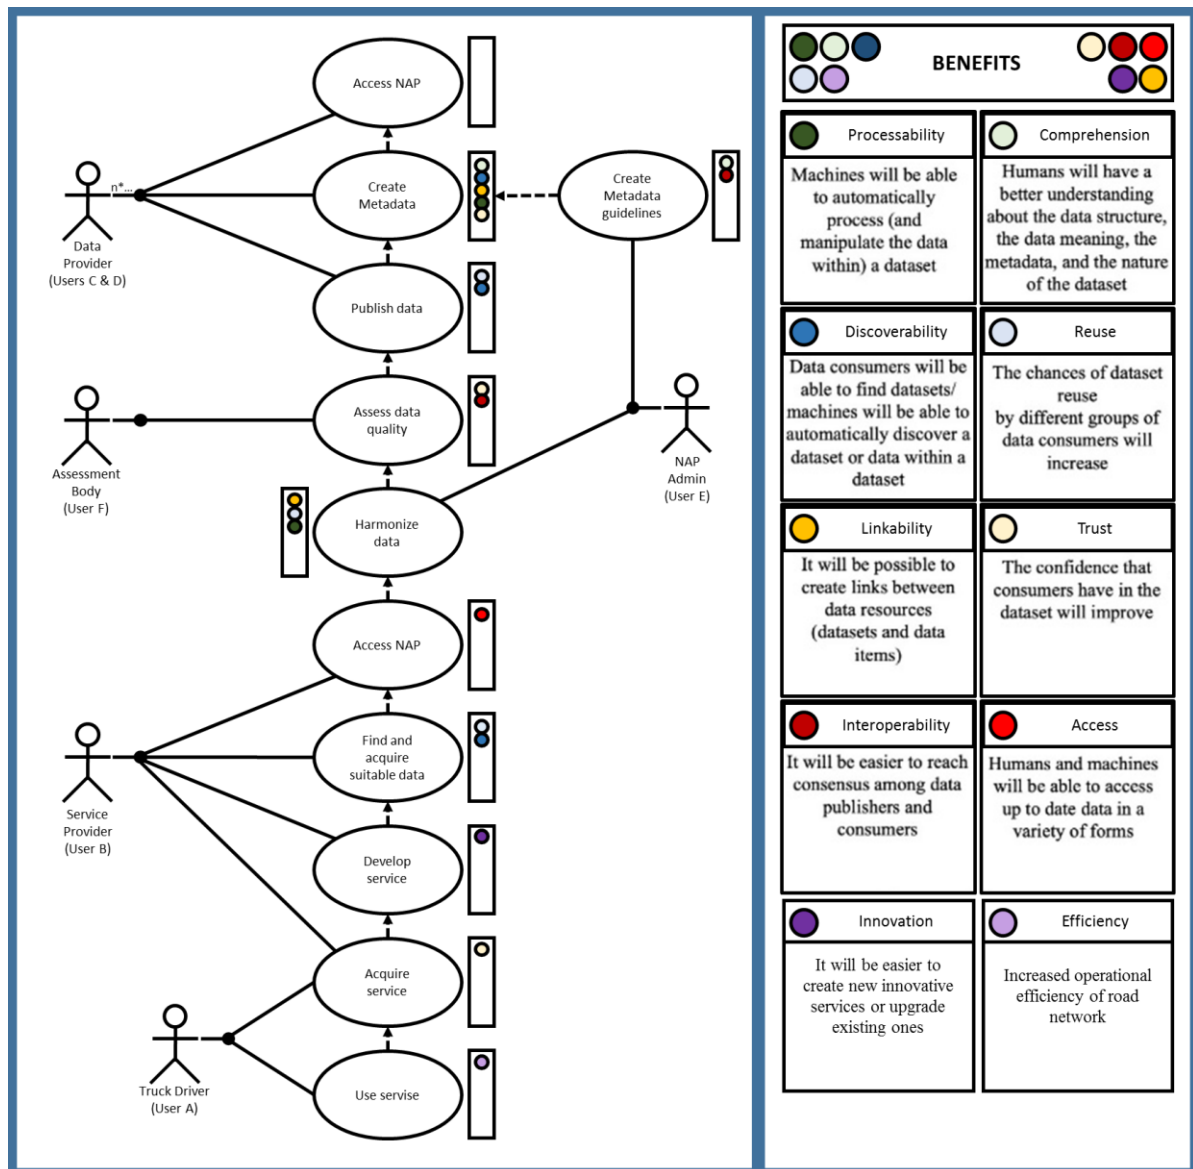 Access NAP
Create
Metadata
Create
Metadata
guidelines
n*...
Data
Provider
(Users C & D)
Publish data
Assess data
quality
Assessment
Body
(User F)
NAP
Admin
(User E)
Harmonize
data
Access NAP
Find and
acquire
suitable data
Service
Provider
(User B)
Develop
service
Acquire
service
Truck Driver
(User A)
Use servise
BENEFITS
Processability
Machines will be able
to automatically
process (and
manipulate the data
within) a dataset
Comprehension
Humans will have a
better understanding
about the data structure,
the data meaning, the
metadata, and the nature
of the dataset
Discoverability
Data consumers will be
able to find datasets/
machines will be able to
automatically discover a
dataset or data within a
dataset
Reuse
The chances of dataset
reuse
by different groups of
data consumers will
increase
Linkability
It will be possible to
create links between
data resources
(datasets and data
items)
Trust
The confidence that
consumers have in the
dataset will improve
Interoperability
It will be easier to reach
consensus among data
publishers and
consumers
Access
Humans and machines
will be able to access
up to date data in a
variety of forms
Innovation
It will be easier to
create new innovative
services or upgrade
existing ones
Efficiency
Increased operational
efficiency of road
network